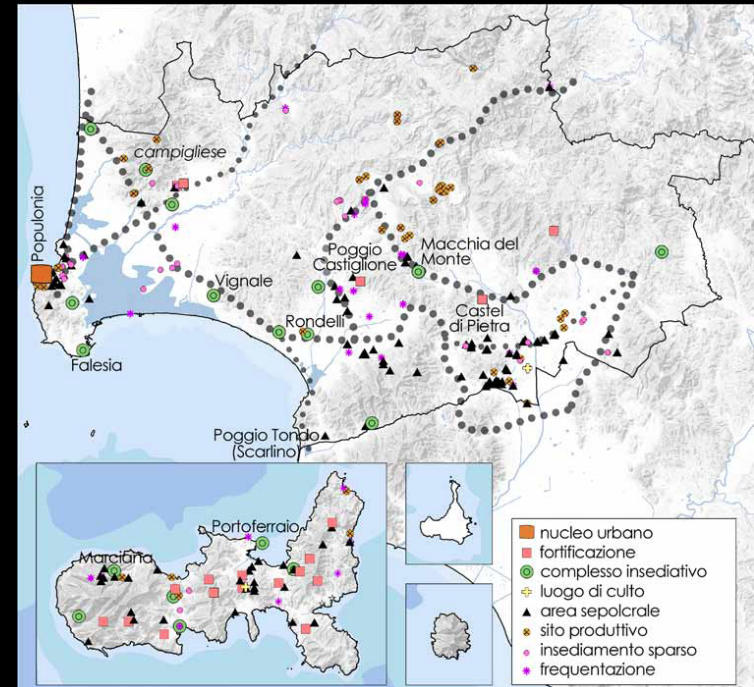 campigliese
Populonia
Poggio
Castiglione
Macchia del
Monte
Vignale
Castel
di Pietra
Rondelli
Falesia
Poggio Tondo
(Scarlino)
Portoferraio
Marciana
nucleo urbano
fortificazione
complesso insediativo
luogo di culto
area sepolcrale
sito produttivo
insediamento sparso
frequentazione